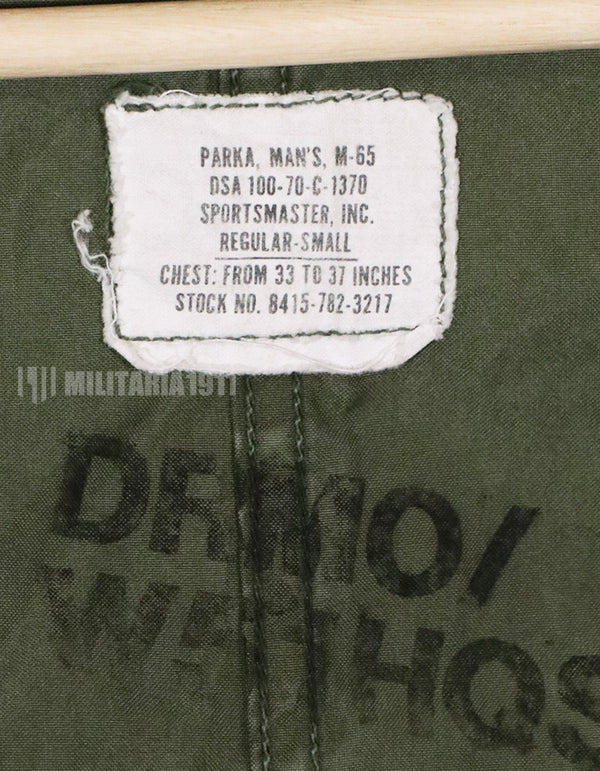 PARKA, MAN'S, M-65
DSA 100-70-C-1370
SPORTSMASTER, INC.
REGULAR-SMALL
CHEST: FROM 33 TO 37 INCHES
STOCK NO. 8415-782-3217
MILITARIA1911
DRMO/